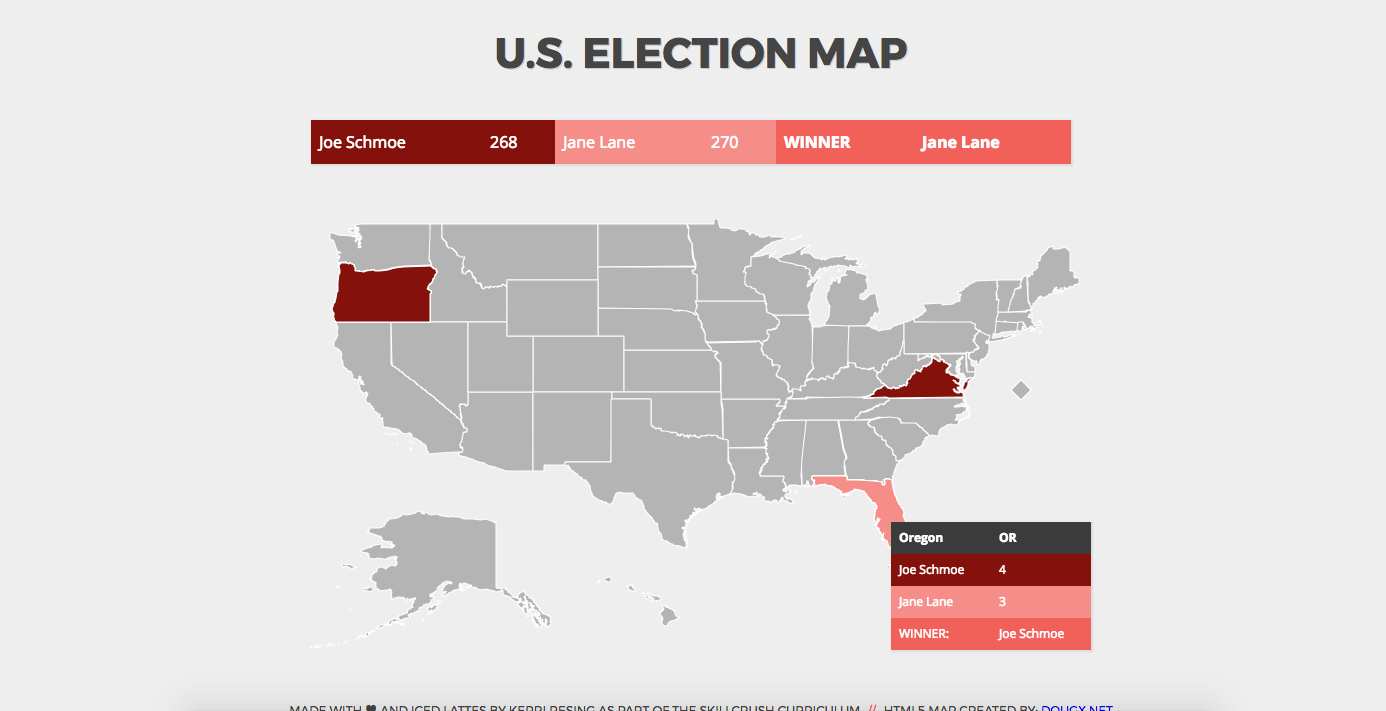 U.S. ELECTION MAP
Joe Schmoe 268 Jane Lane 270 WINNER Jane Lane
Oregon OR
Joe Schmoe 4
Jane Lane 3
WINNER: Joe Schmoe
MADE WITH ♥ AND ICED LATTES BY KERRI RESING AS PART OF THE SKILLCRUSH CURRICULUM // HTML5 MAP CREATED BY: DOUGX.NET